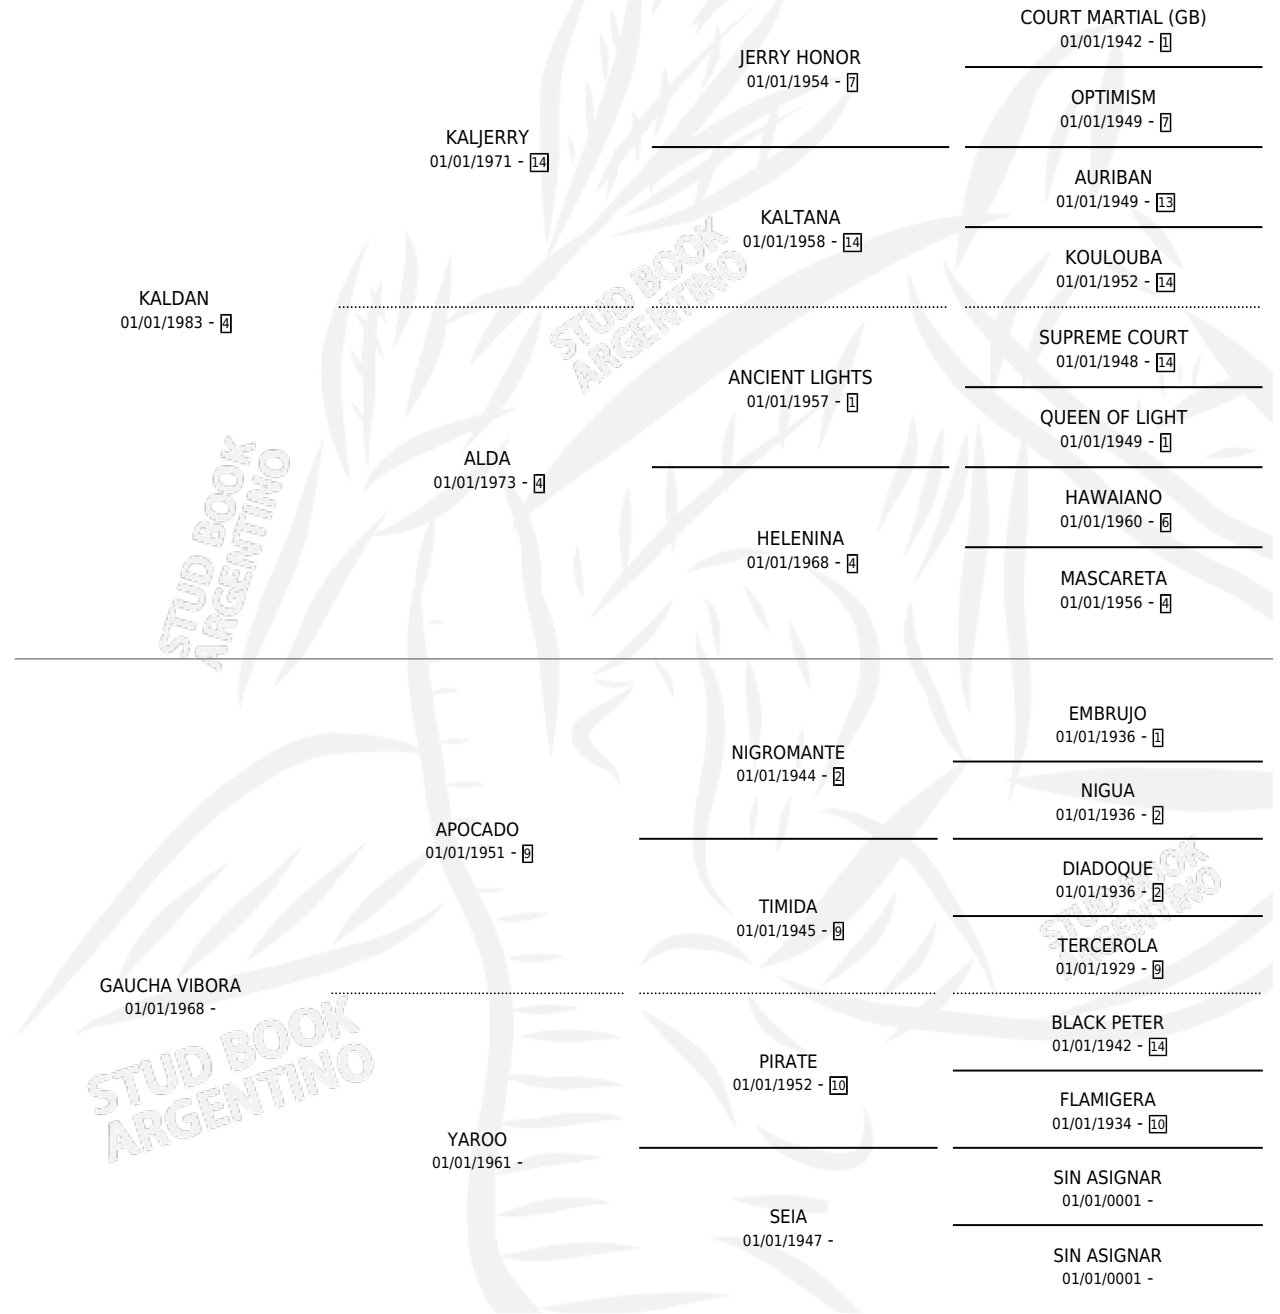 COURT MARTIAL (GB)
01/01/1942 - 1
JERRY HONOR
01/01/1954 - 7
OPTIMISM
01/01/1949 - 7
KALJERRY
01/01/1971 - 14
AURIBAN
01/01/1949 - 13
KALTANA
01/01/1958 - 14
KOULOUBA
01/01/1952 - 14
KALDAN
01/01/1983 - 4
SUPREME COURT
01/01/1948 - 14
ANCIENT LIGHTS
01/01/1957 - 1
QUEEN OF LIGHT
01/01/1949 - 1
ALDA
01/01/1973 - 4
HAWAIANO
01/01/1960 - 6
HELENINA
01/01/1968 - 4
MASCARETA
01/01/1956 - 4
EMBRUJO
01/01/1936 - 1
NIGROMANTE
01/01/1944 - 2
NIGUA
01/01/1936 - 2
APOCADO
01/01/1951 - 9
DIADOQUE
01/01/1936 - 2
TIMIDA
01/01/1945 - 9
TERCEROLA
01/01/1929 - 9
GAUCHA VIBORA
01/01/1968 -
BLACK PETER
01/01/1942 - 14
PIRATE
01/01/1952 - 10
FLAMIGERA
01/01/1934 - 10
YAROO
01/01/1961 -
SIN ASIGNAR
01/01/0001 -
SEIA
01/01/1947 -
SIN ASIGNAR
01/01/0001 -
STUD BOOK
ARGENTINO
STUD BOOK
ARGENTINO
STUD BOOK
ARGENTINO
STUD BOOK
ARGENTINO